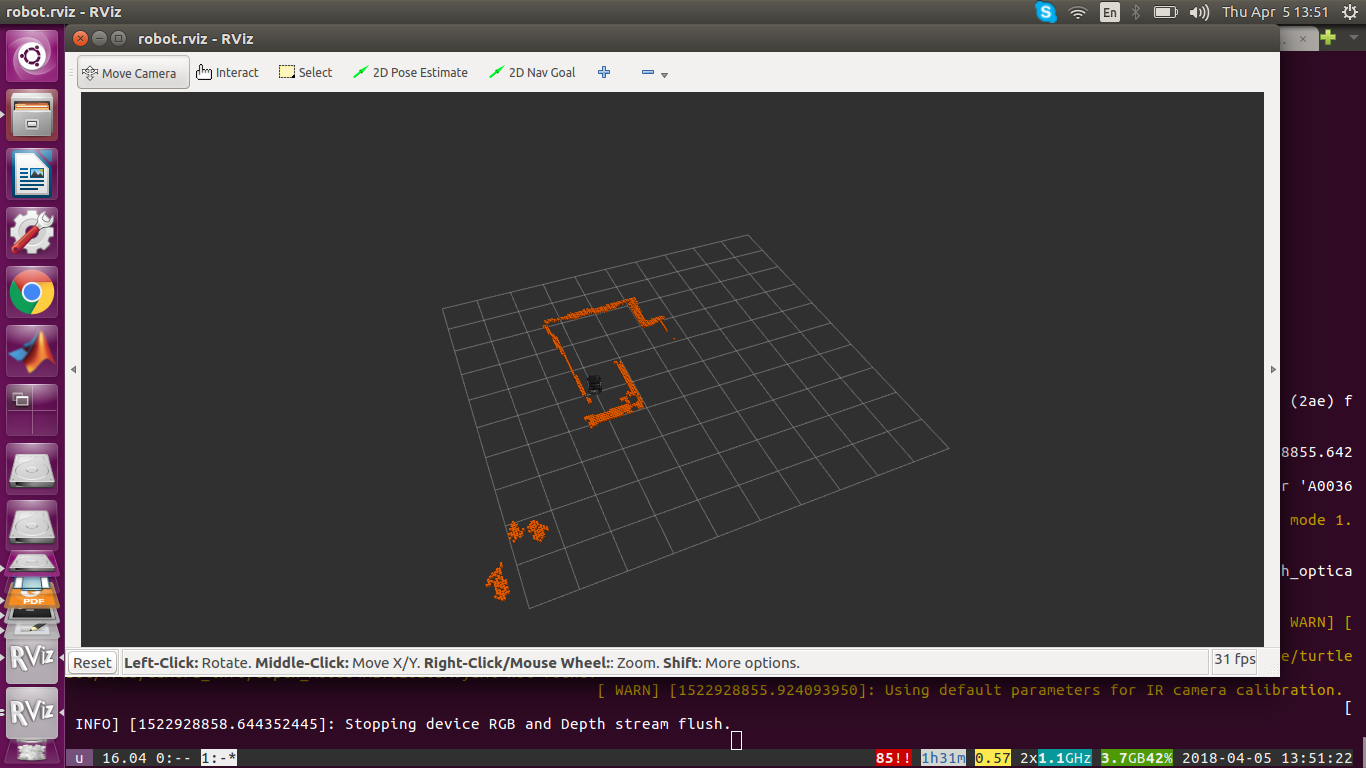 robot.rviz - RViz
En
Thu Apr 5 13:51
robot.rviz - RViz
Move Camera
Interact
Select
2D Pose Estimate
2D Nav Goal
(2ae) f
8855.642
r 'A0036
mode 1.
h_optica
WARN] [
e/turtle
Reset
Left-Click: Rotate. Middle-Click: Move X/Y. Right-Click/Mouse Wheel:: Zoom. Shift: More options.
31 fps
[ WARN] [1522928855.924093950]: Using default parameters for IR camera calibration.
[
INFO] [1522928858.644352445]: Stopping device RGB and Depth stream flush.
PDF
RViz
RViz
u 16.04 0:-- 1:-*
85!! 1h31m 0.57 2x1.1GHz 3.7GB42% 2018-04-05 13:51:22